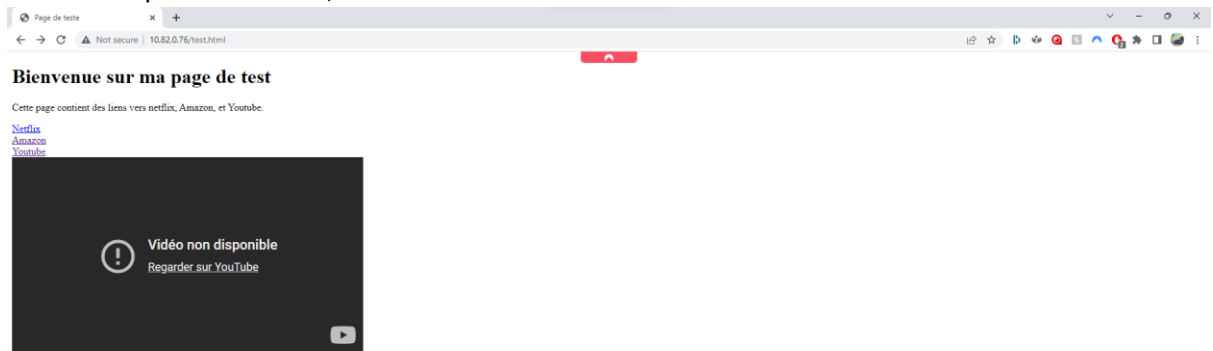 Page de teste
Not secure | 10.82.0.76/test.html
Bienvenue sur ma page de test
Cette page contient des liens vers netflix, Amazon, et Youtube.
Netflix
Amazon
Youtube
Vidéo non disponible
Regarder sur YouTube